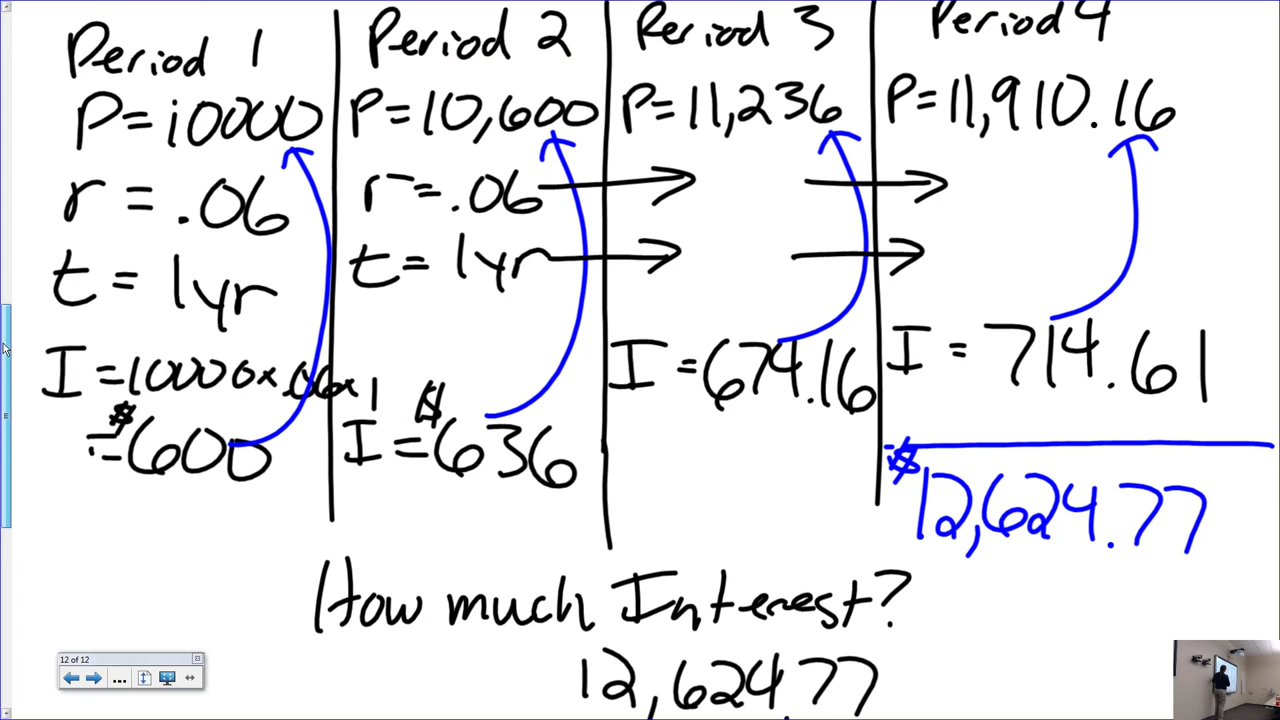 Period 1
P=10000
r = .06
t = 1yr
I =10000×.06×1
=$600
Period 2
P=10,600
r=.06
t= 1yr
I =$636
Period 3
P=11,236
I =674.16
Period 4
P=11,910.16
I = 714.61
$12,624.77
How much Interest?
12,624.77
12 of 12